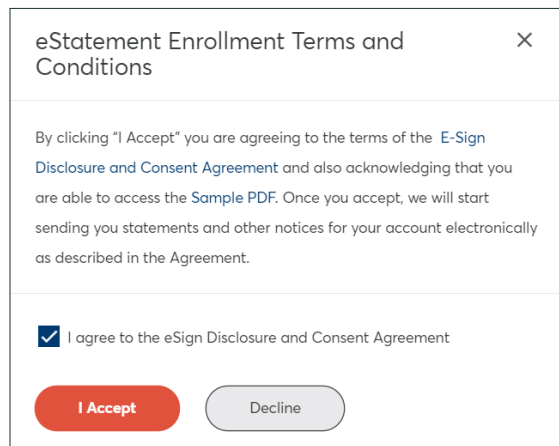 eStatement Enrollment Terms and
Conditions
By clicking “I Accept” you are agreeing to the terms of the E-Sign
Disclosure and Consent Agreement and also acknowledging that you
are able to access the Sample PDF. Once you accept, we will start
sending you statements and other notices for your account electronically
as described in the Agreement.
I agree to the eSign Disclosure and Consent Agreement
I Accept
Decline